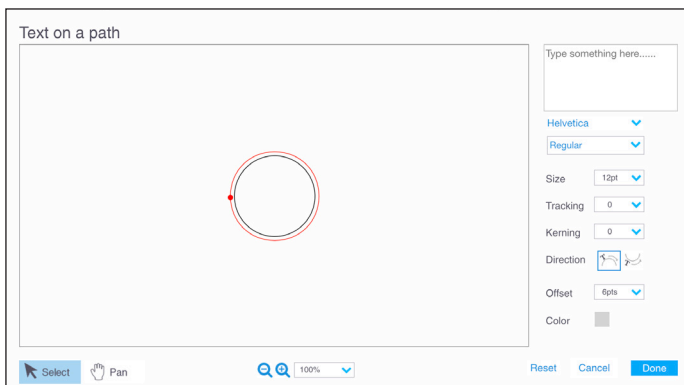 Text on a path
Type something here......
Helvetica
Regular
Size 12pt
Tracking 0
Kerning 0
Direction
Offset 6pts
Color
Select Pan 100% Reset Cancel Done